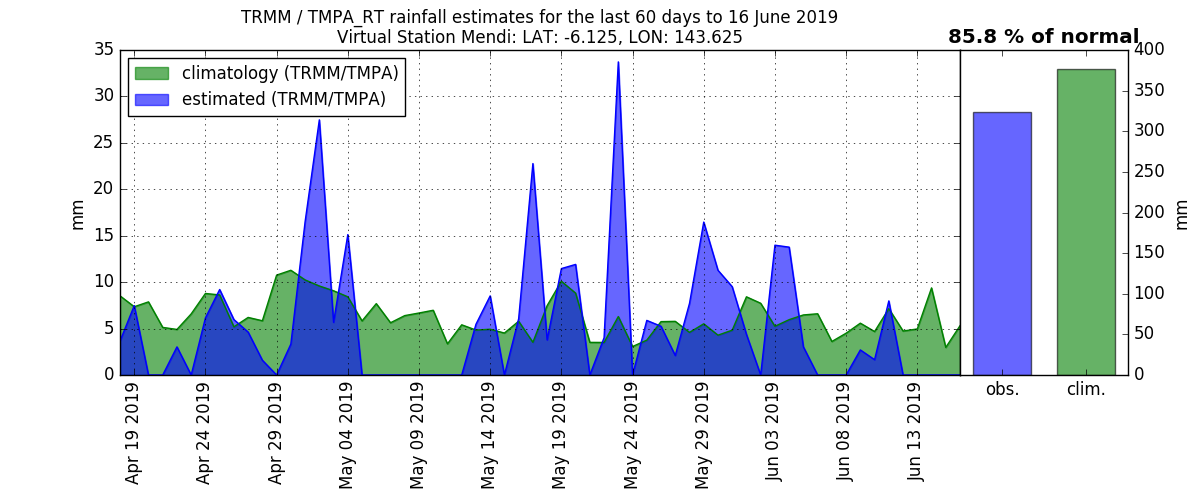 TRMM / TMPA_RT rainfall estimates for the last 60 days to 16 June 2019
Virtual Station Mendi: LAT: -6.125, LON: 143.625
85.8 % of normal
climatology (TRMM/TMPA)
estimated (TRMM/TMPA)
mm
35
30
25
20
15
10
5
0
Apr 19 2019
Apr 24 2019
Apr 29 2019
May 04 2019
May 09 2019
May 14 2019
May 19 2019
May 24 2019
May 29 2019
Jun 03 2019
Jun 08 2019
Jun 13 2019
obs.
clim.
400
350
300
250
200
150
100
50
0
mm